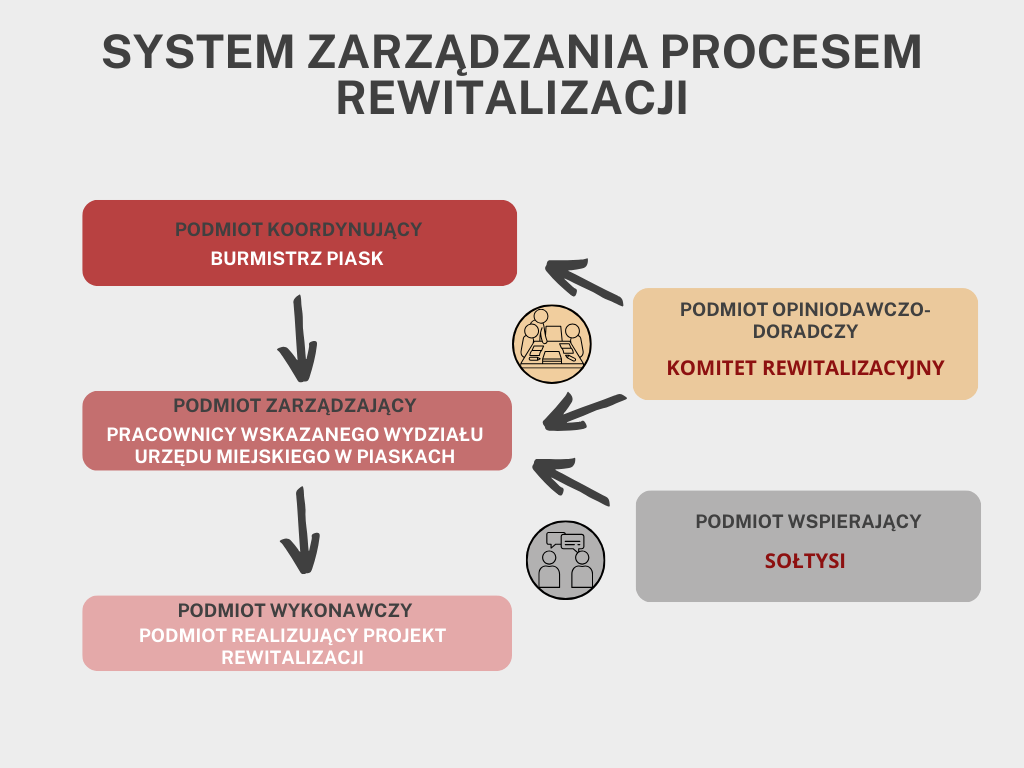 SYSTEM ZARZĄDZANIA PROCESEM
REWITALIZACJI
PODMIOT KOORDYNUJĄCY
BURMISTRZ PIASK
PODMIOT OPINIODAWCZO-
DORADCZY
KOMITET REWITALIZACYJNY
PODMIOT ZARZĄDZAJĄCY
PRACOWNICY WSKAZANEGO WYDZIAŁU
URZĘDU MIEJSKIEGO W PIASKACH
PODMIOT WSPIERAJĄCY
SOŁTYSI
PODMIOT WYKONAWCZY
PODMIOT REALIZUJĄCY PROJEKT
REWITALIZACJI